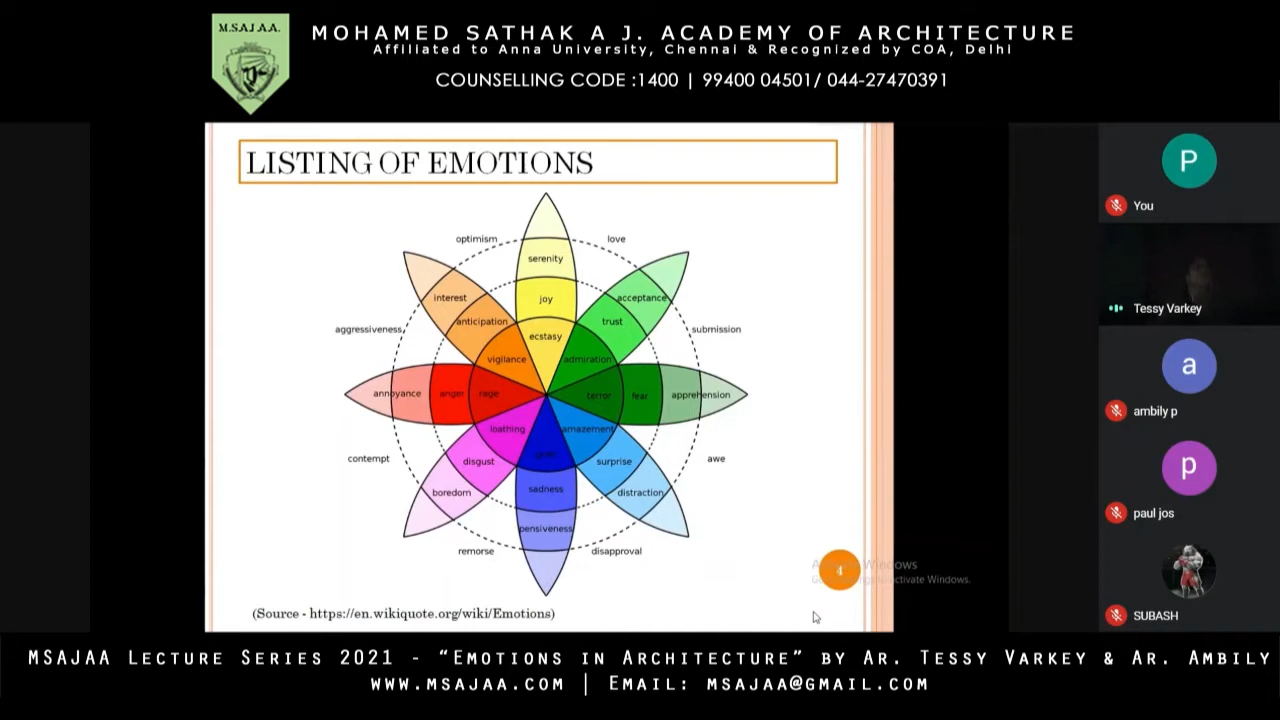 M.SAJAA.
MOHAMED SATHAK A J. ACADEMY OF ARCHITECTURE
Affiliated to Anna University, Chennai & Recognized by COA, Delhi
COUNSELLING CODE :1400 | 99400 04501/ 044-27470391
LISTING OF EMOTIONS
optimism
love
serenity
interest
joy
acceptance
anticipation
trust
aggressiveness
ecstasy
submission
vigilance
admiration
annoyance
anger
rage
terror
fear
apprehension
loathing
amazement
contempt
disgust
surprise
awe
boredom
sadness
distraction
pensiveness
remorse
disapproval
4
(Source - https://en.wikiquote.org/wiki/Emotions)
P
You
Tessy Varkey
a
ambily p
p
paul jos
SUBASH
MSAJAA Lecture Series 2021 - “Emotions in Architecture” by Ar. Tessy Varkey & Ar. Ambily
www.msajaa.com | Email: msajaa@gmail.com